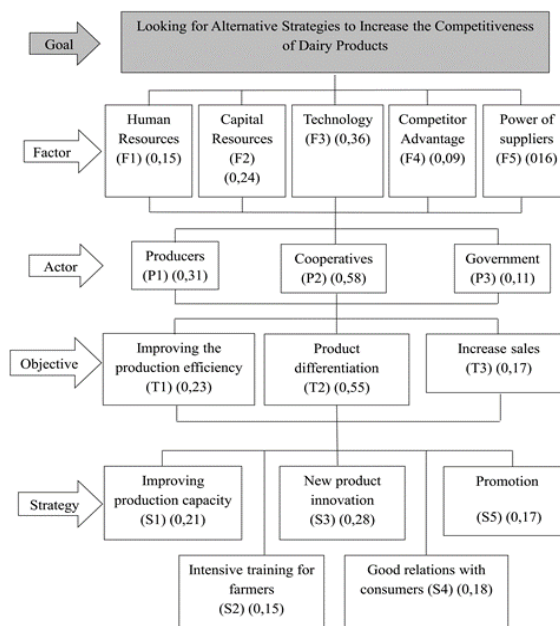 Looking for Alternative Strategies to Increase the Competitiveness
of Dairy Products
Goal
Factor
Human
Resources
(F1) (0,15)
Capital
Resources
(F2)
(0,24)
Technology
(F3) (0,36)
Competitor
Advantage
(F4) (0,09)
Power of
suppliers
(F5) (016)
Actor
Producers
(P1) (0,31)
Cooperatives
(P2) (0,58)
Government
(P3) (0,11)
Objective
Improving the
production efficiency
(T1) (0,23)
Product
differentiation
(T2) (0,55)
Increase sales
(T3) (0,17)
Strategy
Improving
production capacity
(S1) (0,21)
New product
innovation
(S3) (0,28)
Promotion
(S5) (0,17)
Intensive training for
farmers
(S2) (0,15)
Good relations with
consumers (S4) (0,18)